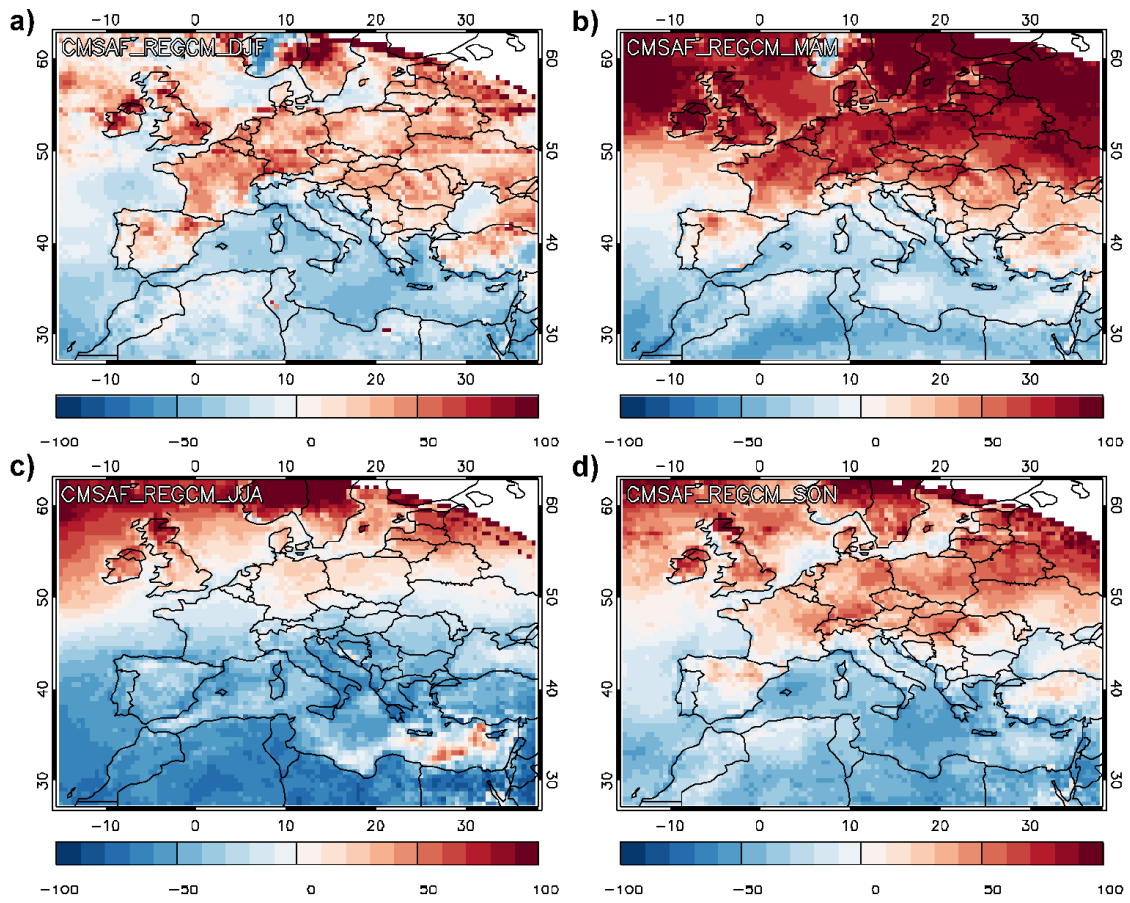 a)
b)
-10 0 10 20 30
-10 0 10 20 30
CMSAF_REGCM_DJF
CMSAF_REGCM_MAM
60 60 60 60
50 50 50 50
40 40 40 40
30 30 30 30
-10 0 10 20 30
-10 0 10 20 30
-100 -50 0 50 100
-100 -50 0 50 100
c)
d)
-10 0 10 20 30
-10 0 10 20 30
CMSAF_REGCM_JJA
CMSAF_REGCM_SON
60 60 60 60
50 50 50 50
40 40 40 40
30 30 30 30
-10 0 10 20 30
-10 0 10 20 30
-100 -50 0 50 100
-100 -50 0 50 100